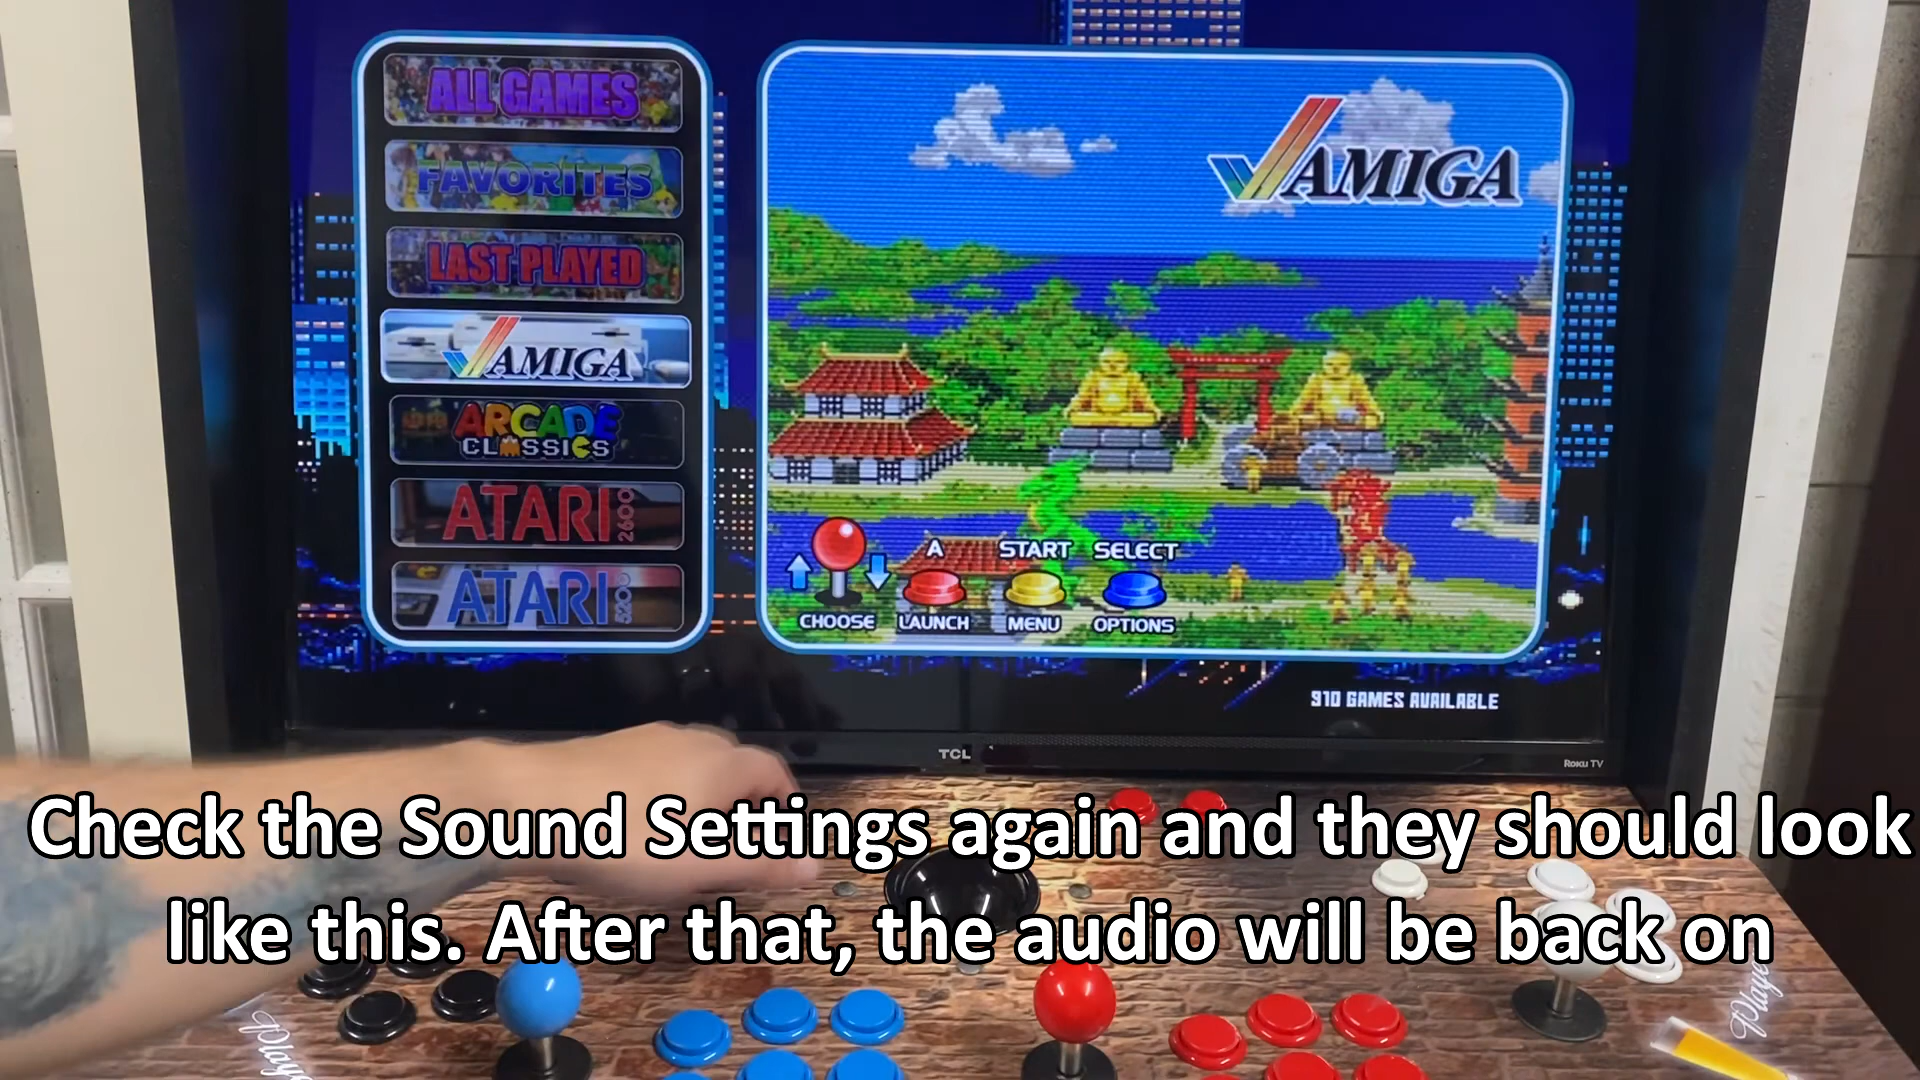 ALL GAMES
FAVORITES
LAST PLAYED
AMIGA
ARCADE
CLASSICS
ATARI 2600
ATARI 5200
AMIGA
A START SELECT
CHOOSE LAUNCH MENU OPTIONS
910 GAMES AVAILABLE
TCL
Roku TV
Check the Sound Settings again and they should look
like this. After that, the audio will be back on